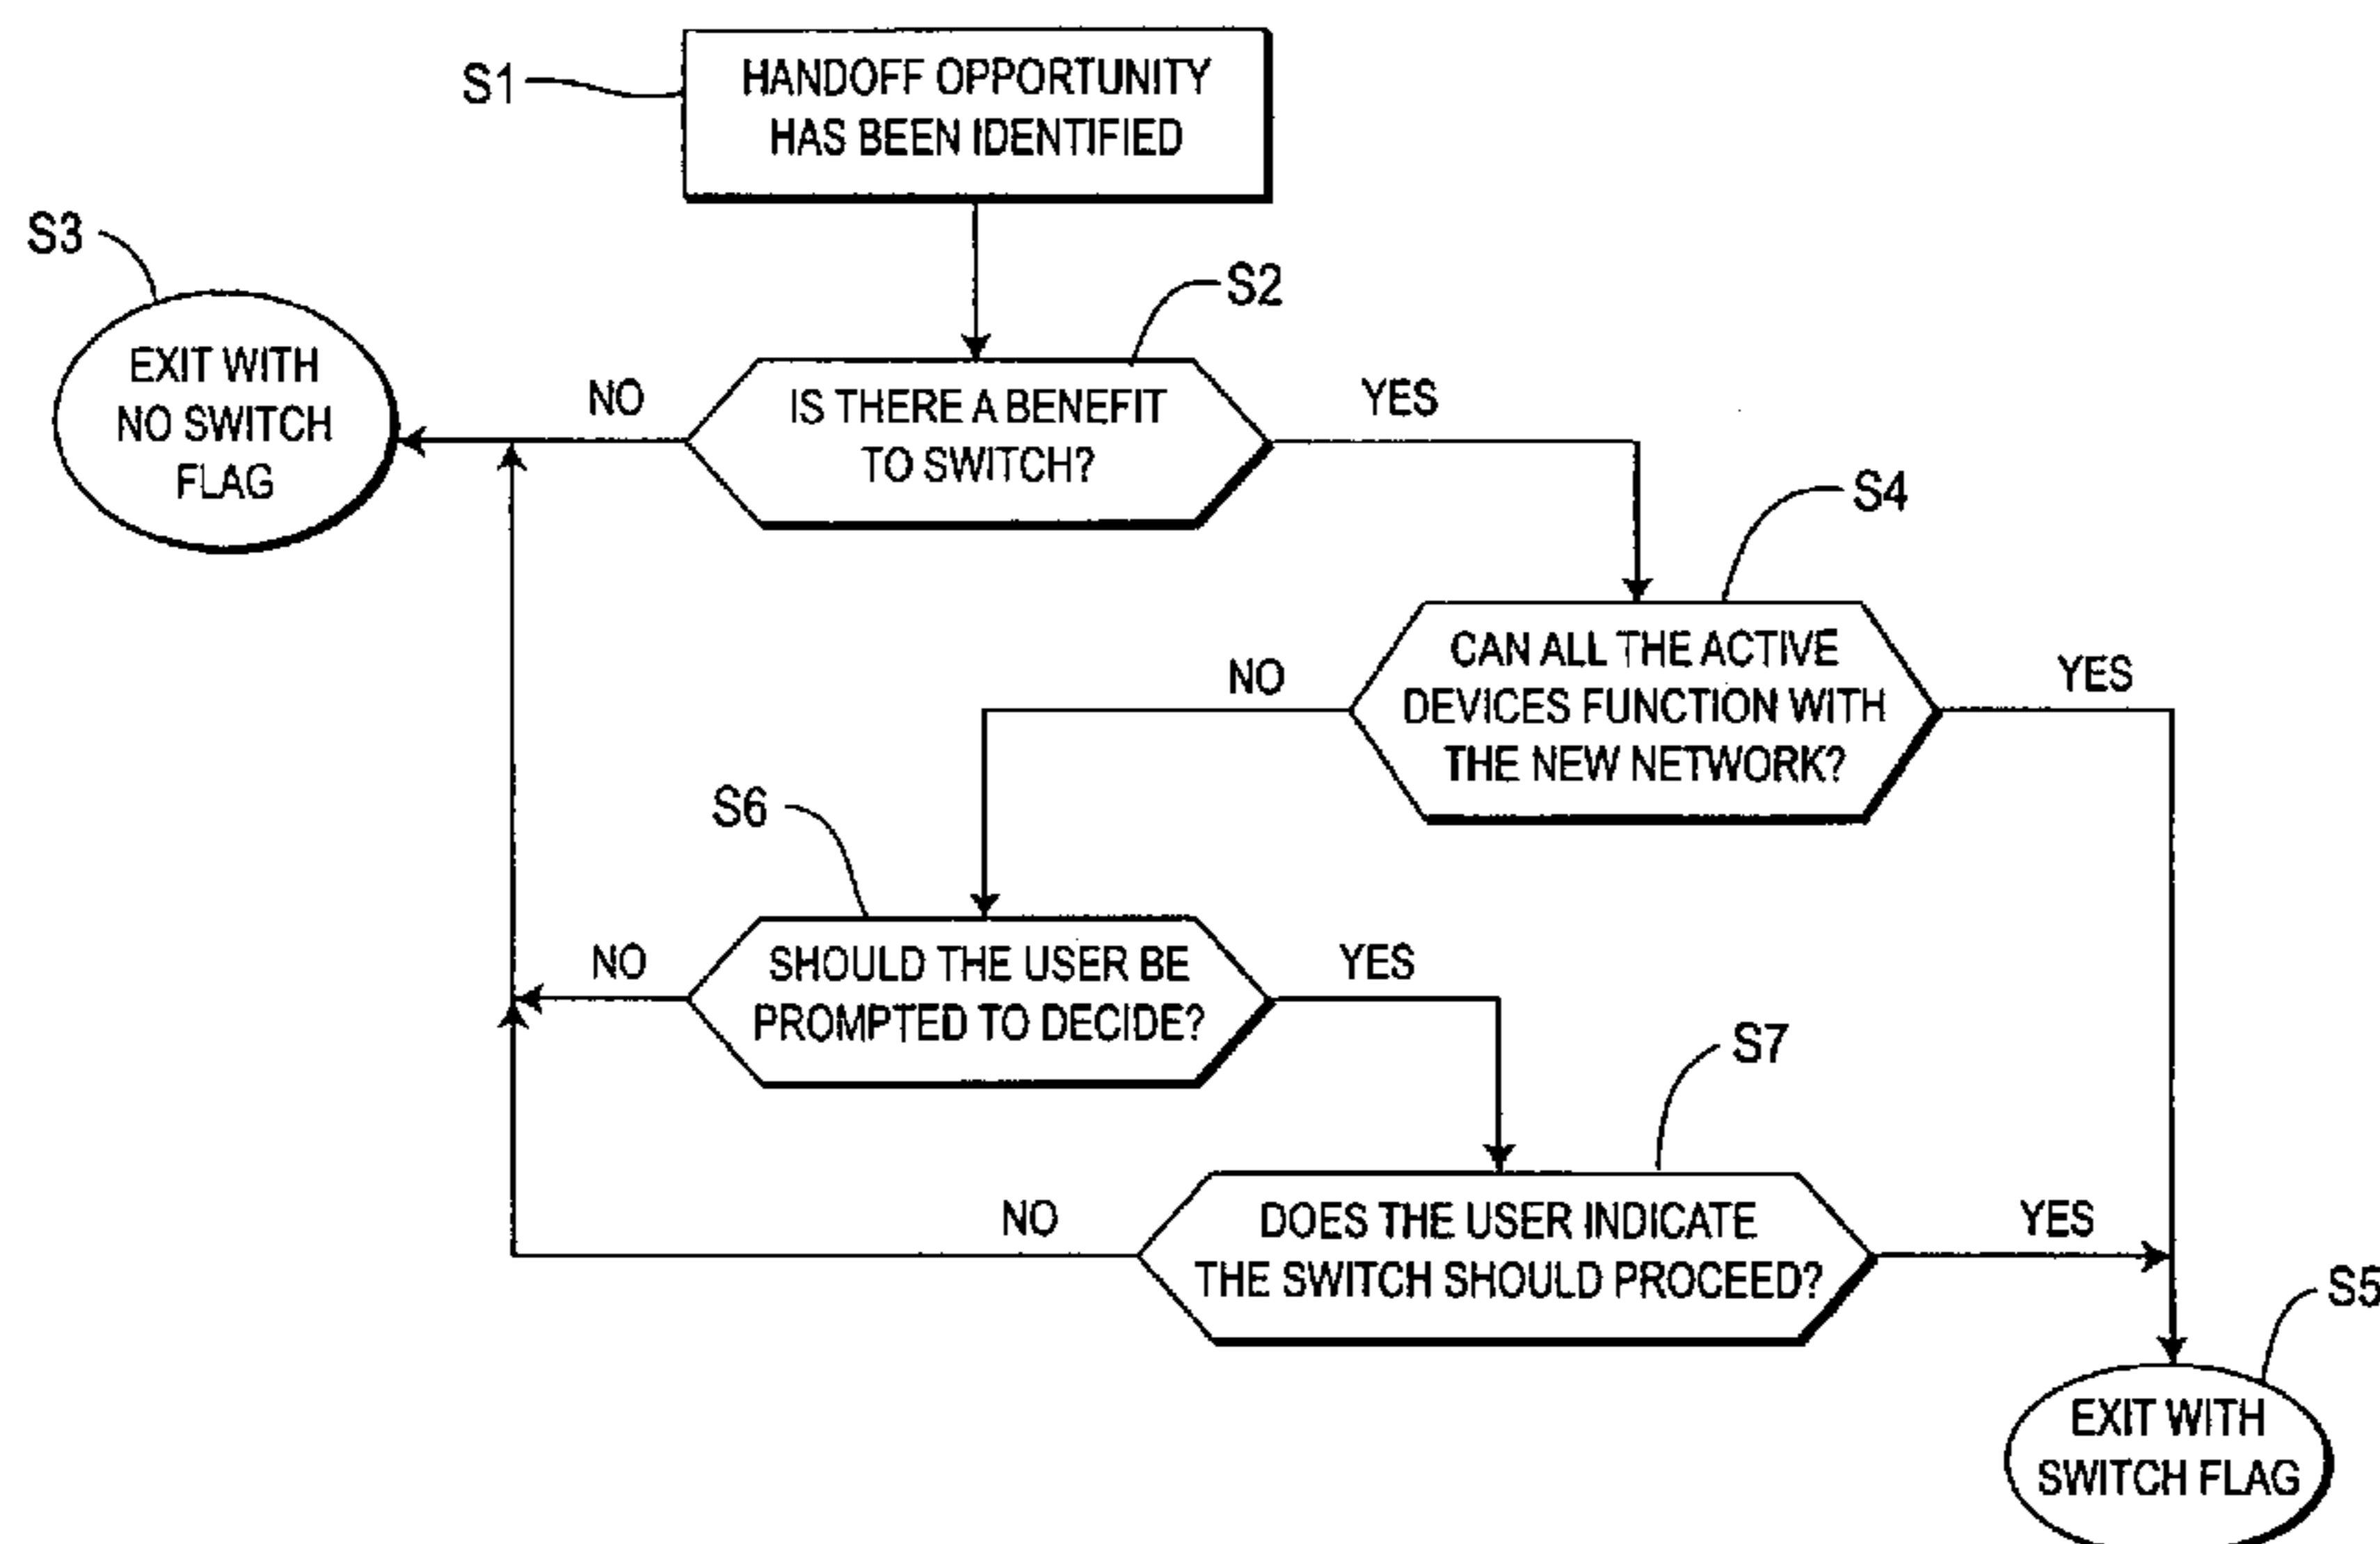 S1
HANDOFF OPPORTUNITY
HAS BEEN IDENTIFIED
S3
EXIT WITH
NO SWITCH
FLAG
S2
NO
IS THERE A BENEFIT
TO SWITCH?
YES
S4
NO
CAN ALL THE ACTIVE
DEVICES FUNCTION WITH
THE NEW NETWORK?
YES
S6
NO
SHOULD THE USER BE
PROMPTED TO DECIDE?
YES
S7
NO
DOES THE USER INDICATE
THE SWITCH SHOULD PROCEED?
YES
S5
EXIT WITH
SWITCH FLAG